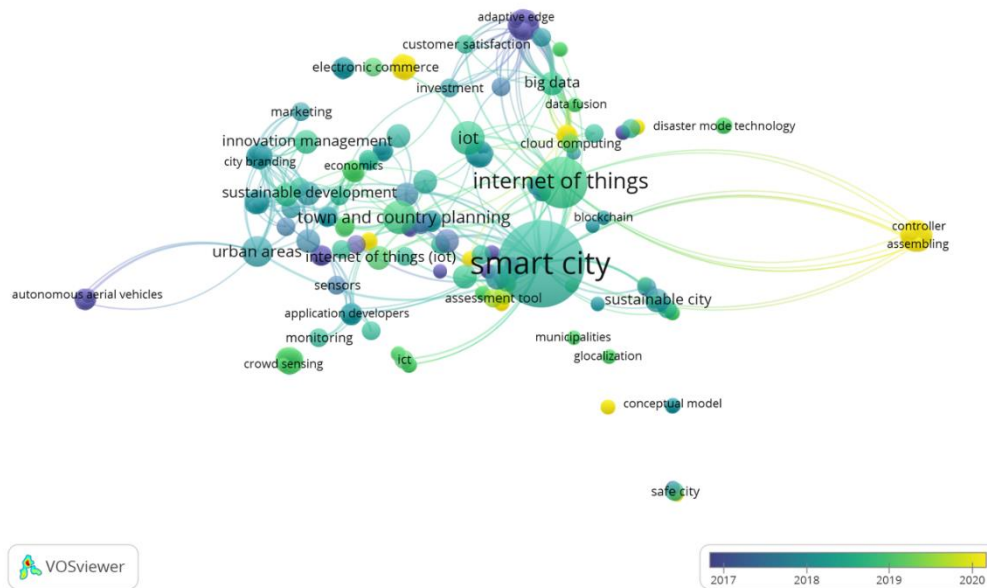 adaptive edge
customer satisfaction
electronic commerce
big data
investment
data fusion
marketing
disaster mode technology
innovation management
iot
cloud computing
city branding
economics
internet of things
sustainable development
town and country planning
blockchain
controller
assembling
urban areas
internet of things (iot)
smart city
sensors
autonomous aerial vehicles
assessment tool
sustainable city
application developers
monitoring
municipalities
glocalization
crowd sensing
ict
conceptual model
safe city
VOSviewer
2017 2018 2019 2020